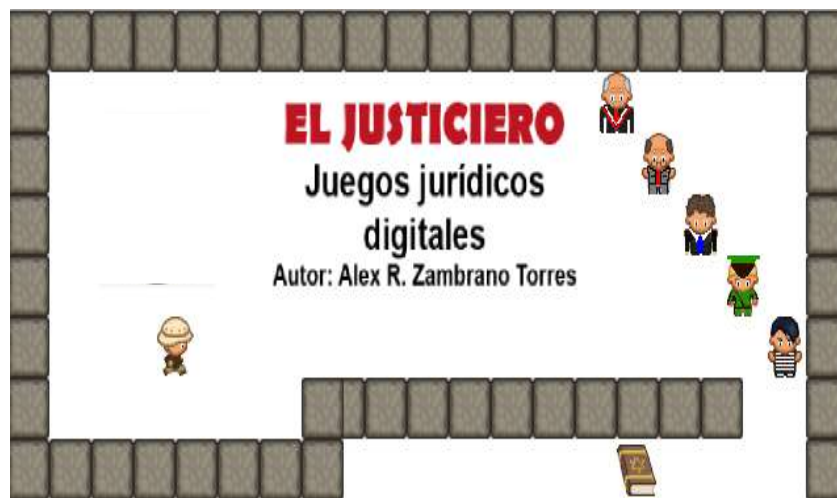 EL JUSTICIERO
Juegos jurídicos
digitales
Autor: Alex R. Zambrano Torres